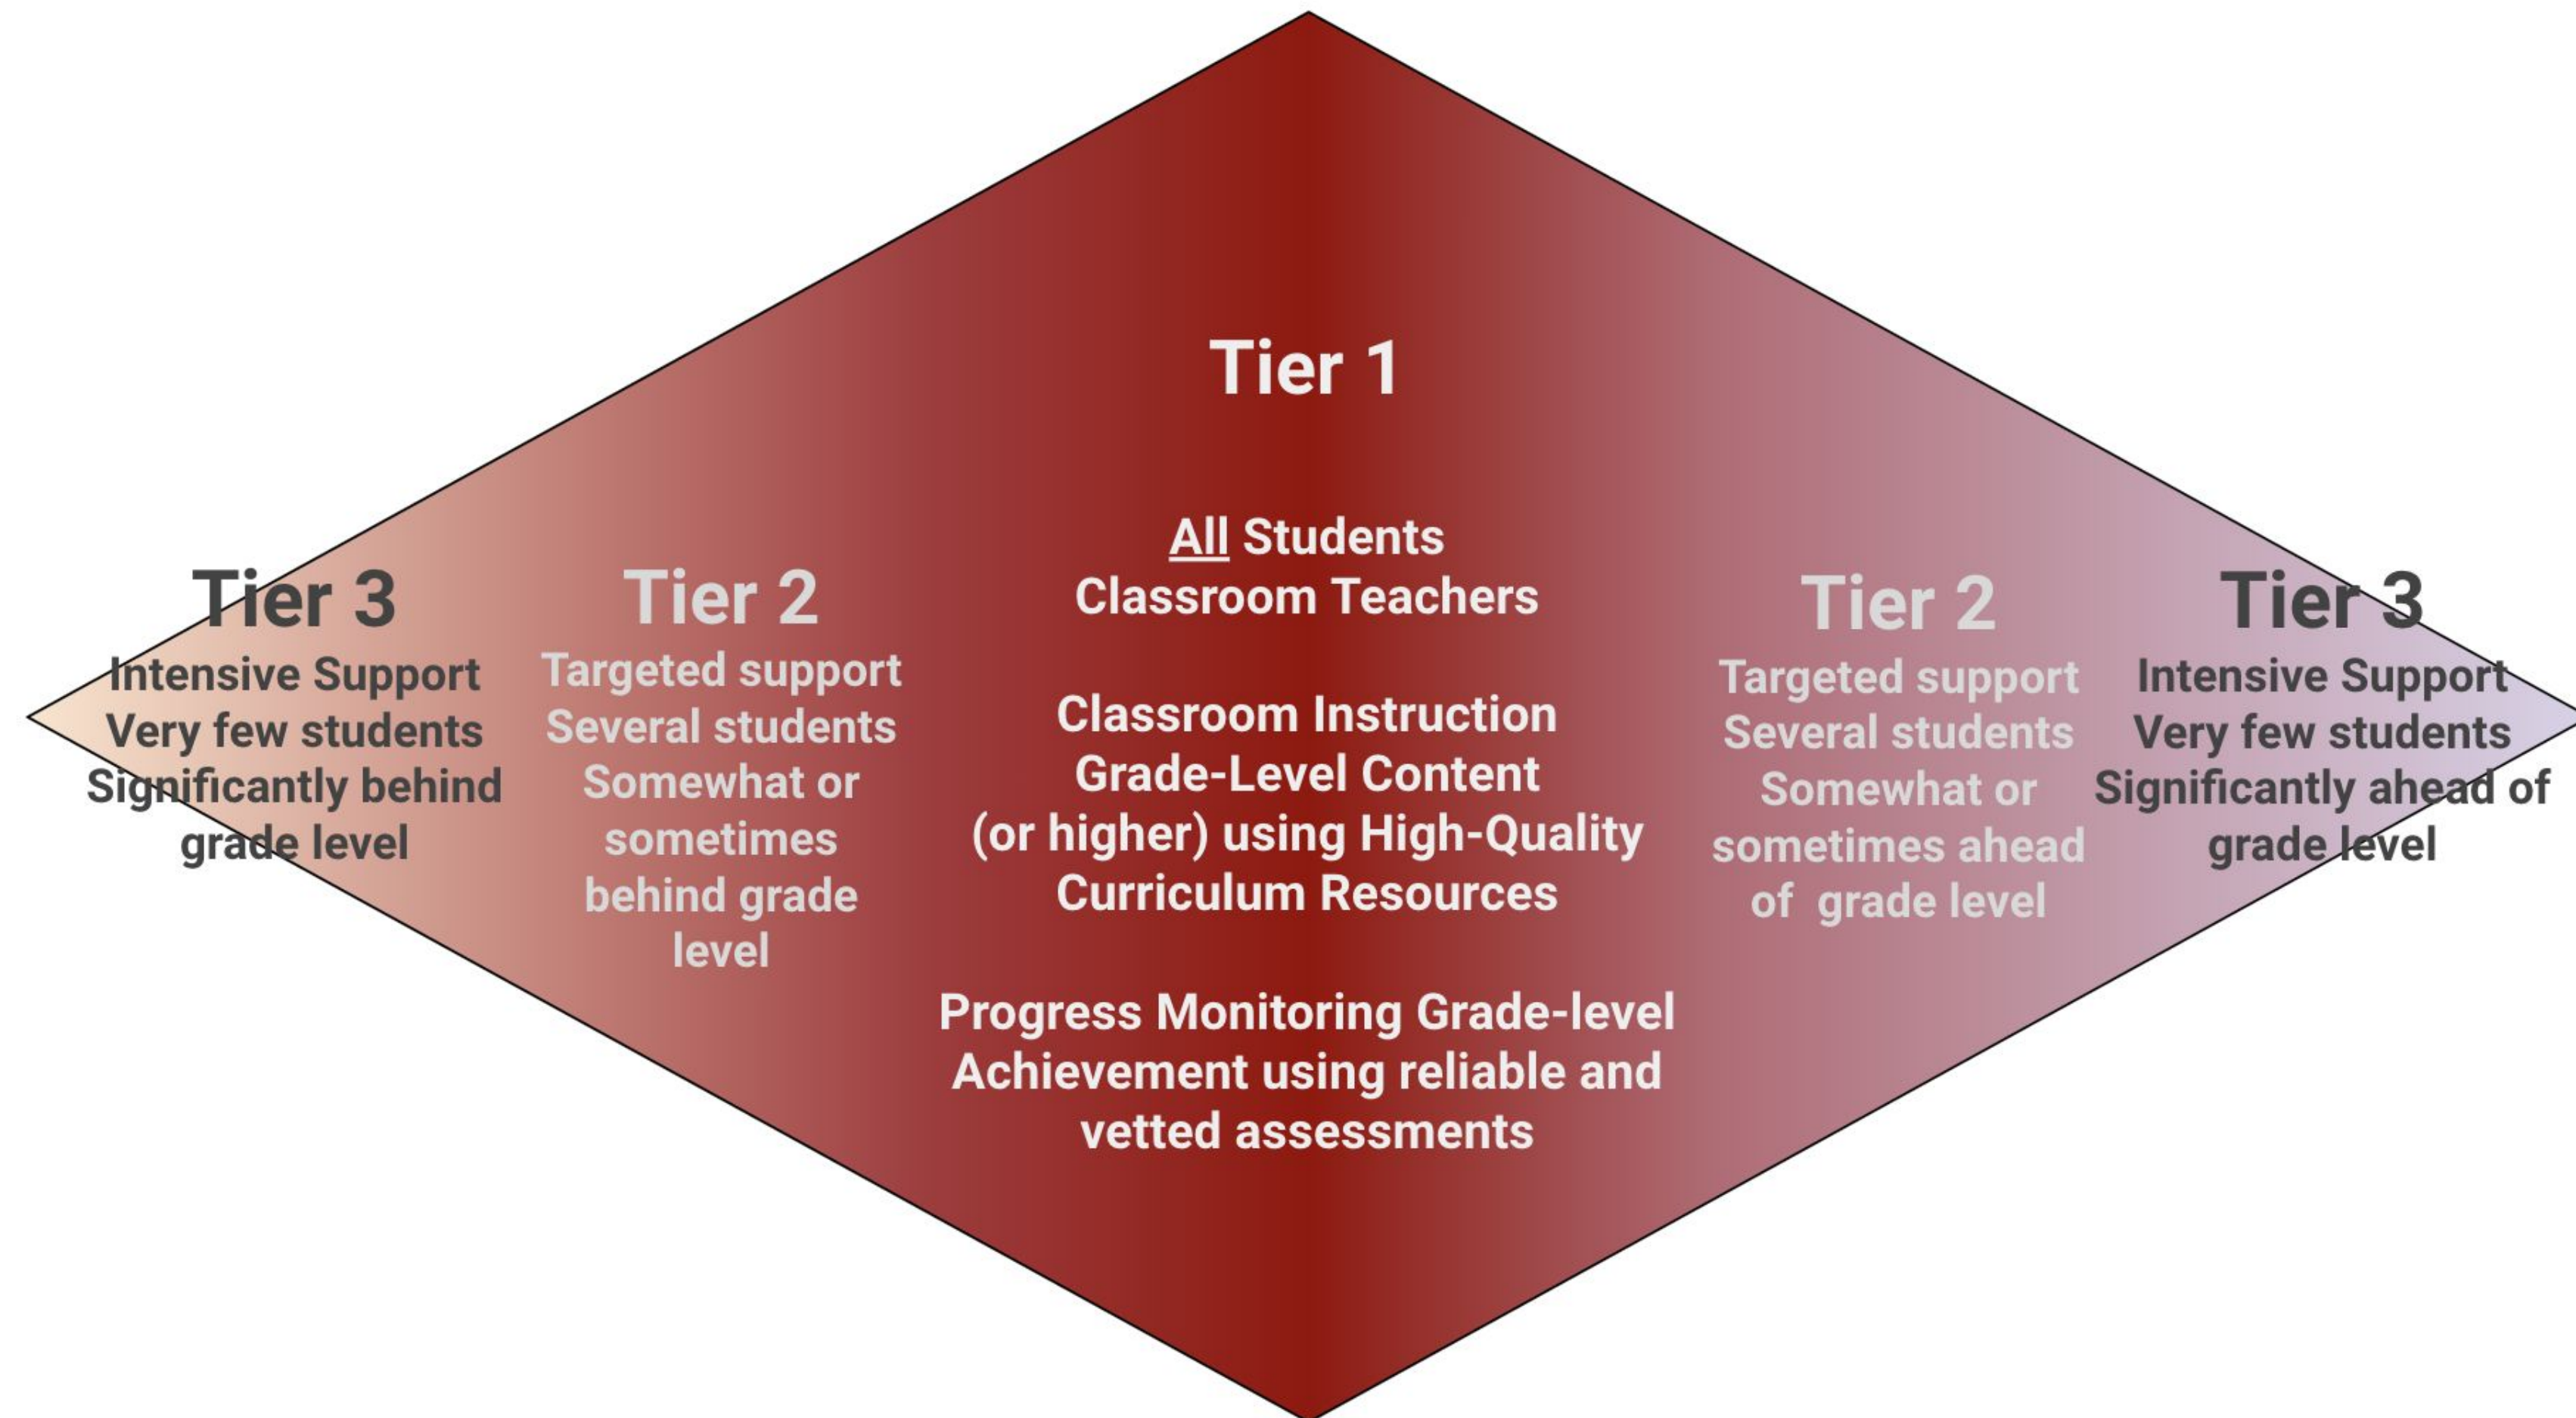 Tier 3
Intensive Support
Very few students
Significantly behind
grade level
Tier 2
Targeted support
Several students
Somewhat or
sometimes
behind grade
level
Tier 1
All Students
Classroom Teachers
Classroom Instruction
Grade-Level Content
(or higher) using High-Quality
Curriculum Resources
Progress Monitoring Grade-level
Achievement using reliable and
vetted assessments
Tier 2
Targeted support
Several students
Somewhat or
sometimes ahead
of grade level
Tier 3
Intensive Support
Very few students
Significantly ahead of
grade level